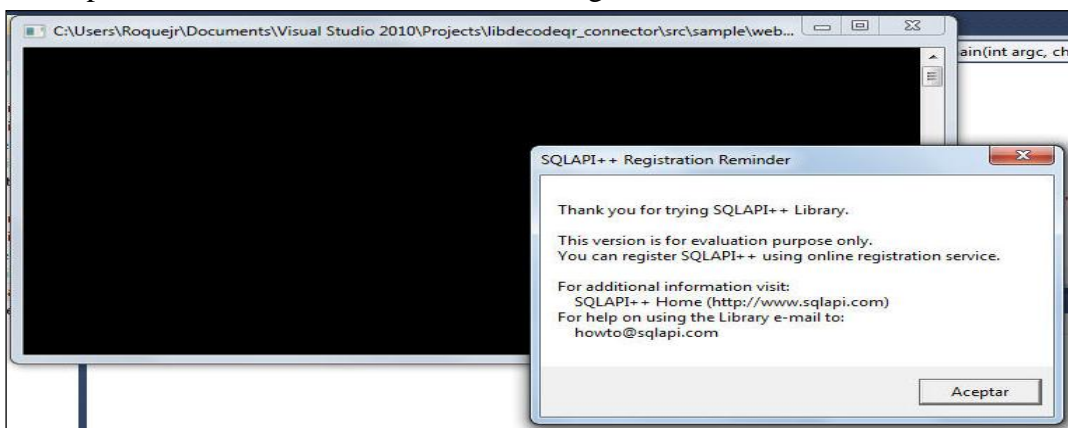 C:\Users\Roquejr\Documents\Visual Studio 2010\Projects\libdecodeqr_connector\src\sample\web...
ain(int argc, ch
SQLAPI++ Registration Reminder
Thank you for trying SQLAPI++ Library.
This version is for evaluation purpose only.
You can register SQLAPI++ using online registration service.
For additional information visit:
SQLAPI++ Home (http://www.sqlapi.com)
For help on using the Library e-mail to:
howto@sqlapi.com
Aceptar